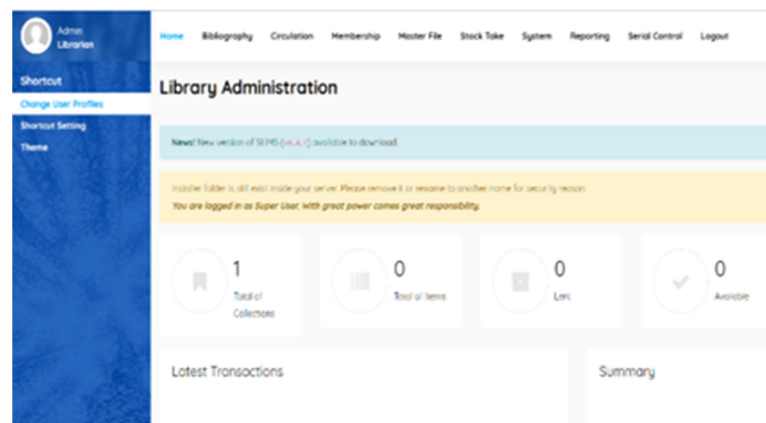 Admin
Librarian
Home Bibliography Circulation Membership Master File Stock Take System Reporting Serial Control Logout
Shortcut
Change User Profiles
Shortcut Setting
Theme
Library Administration
News! New version of SLiMS available to download.
Installer folder is still exist inside your server. Please remove it or rename to another name for security reason.
You are logged in as Super User. With great power comes great responsibility.
1
Total of
Collections
0
Total of Items
0
Lent
0
Available
Latest Transactions
Summary